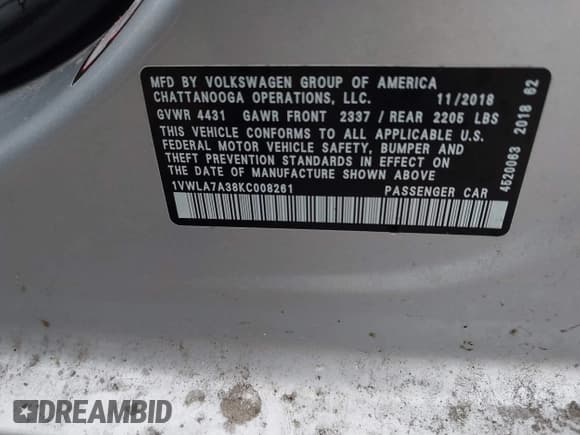 MFD BY VOLKSWAGEN GROUP OF AMERICA
CHATTANOOGA OPERATIONS, LLC. 11/2018
GVWR 4431 GAWR FRONT 2337 / REAR 2205 LBS
THIS VEHICLE CONFORMS TO ALL APPLICABLE U.S.
FEDERAL MOTOR VEHICLE SAFETY, BUMPER AND
THEFT PREVENTION STANDARDS IN EFFECT ON
THE DATE OF MANUFACTURE SHOWN ABOVE
1VWLA7A38KC008261 PASSENGER CAR
4520063 2018 62
DREAMBID